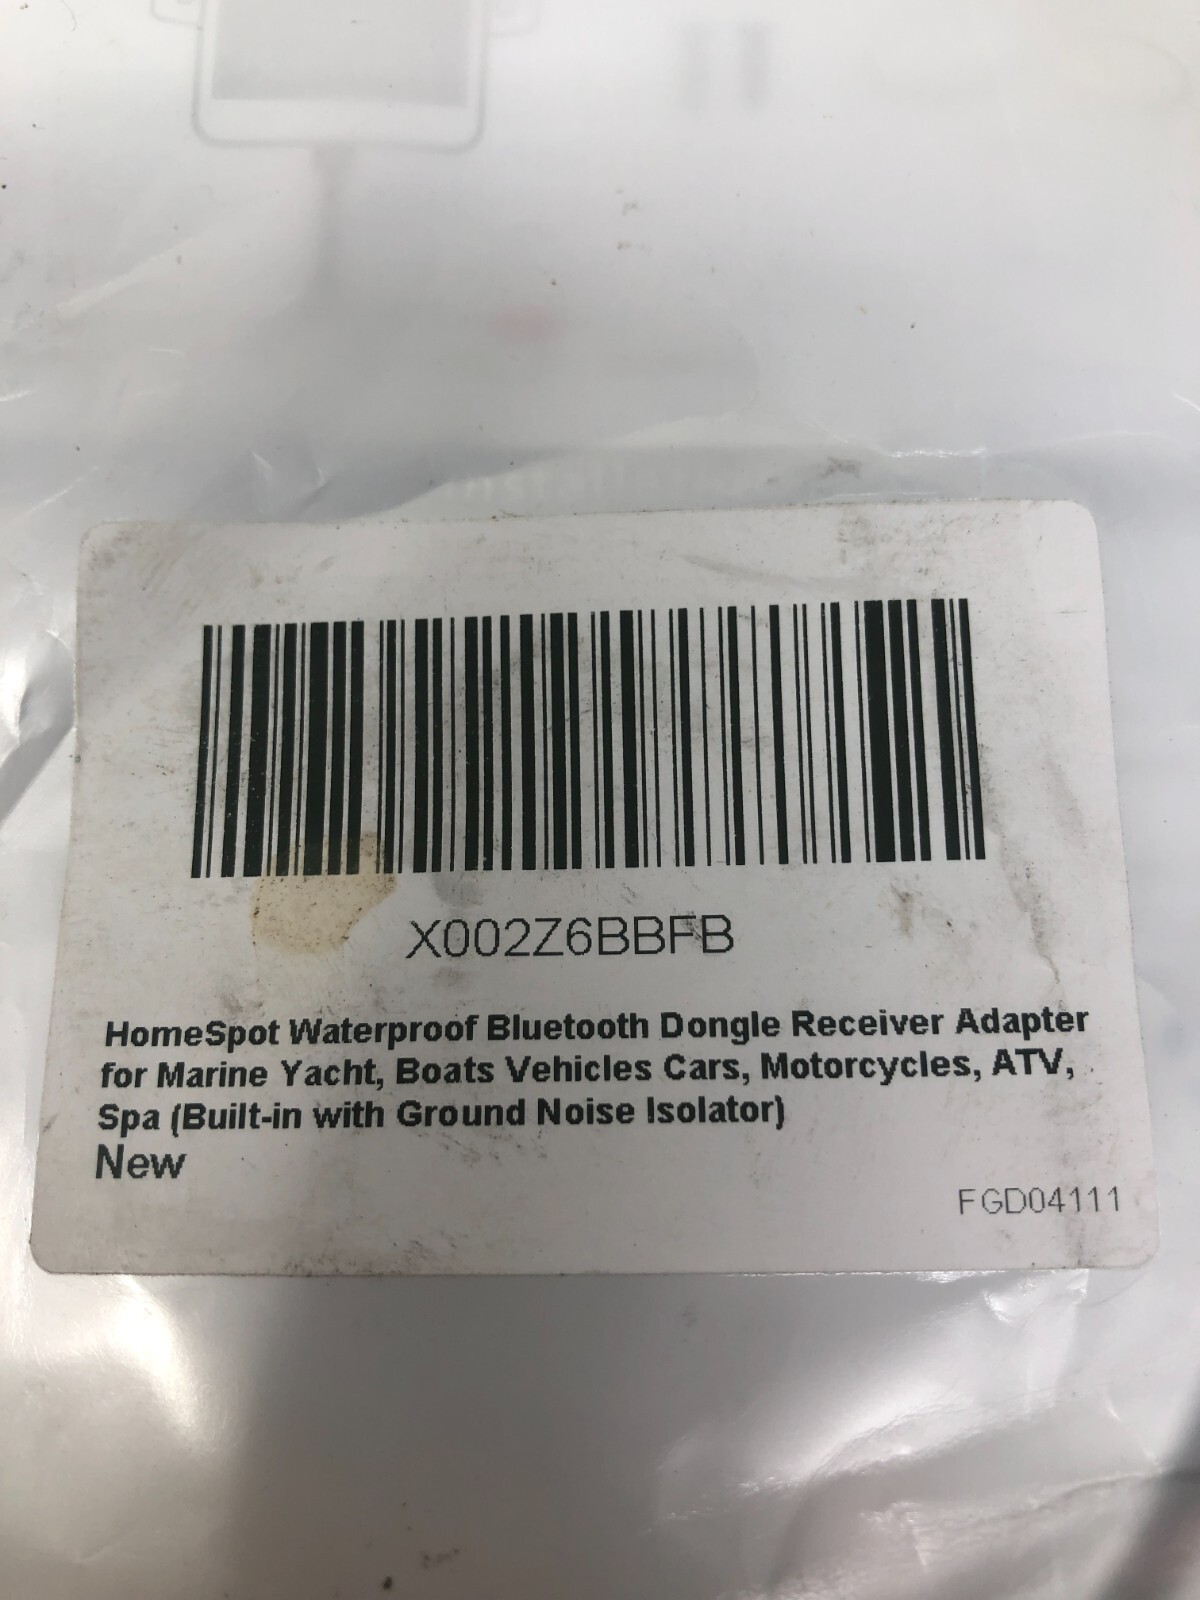 X002Z6BBFB
HomeSpot Waterproof Bluetooth Dongle Receiver Adapter
for Marine Yacht, Boats Vehicles Cars, Motorcycles, ATV,
Spa (Built-in with Ground Noise Isolator)
New
FGD04111